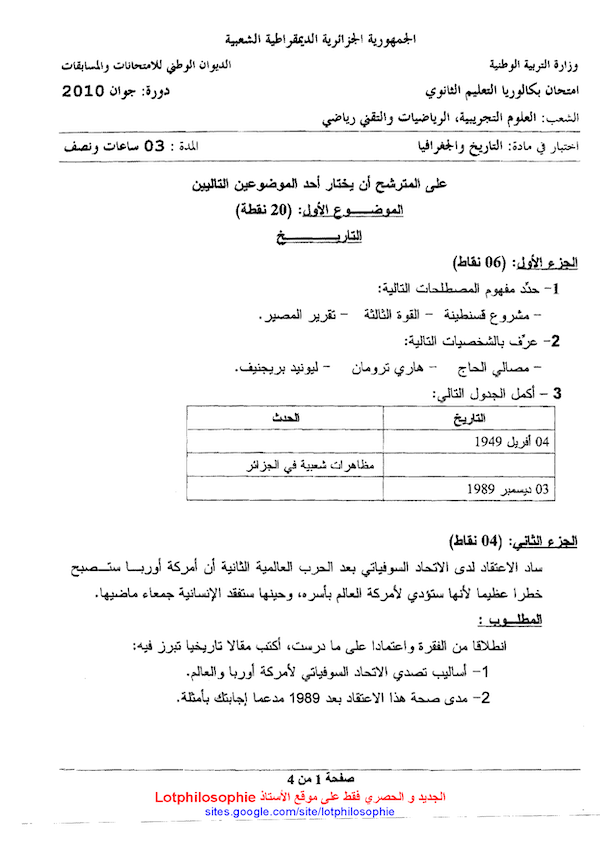 الجمهورية الجزائرية الديمقراطية الشعبية
وزارة التربية الوطنية الديوان الوطني للامتحانات والمسابقات
امتحان بكالوريا التعليم الثانوي دورة: جوان 2010
الشعب: العلوم التجريبية، الرياضيات والتقني رياضي
اختبار في مادة: التاريخ والجغرافيا المدة : 03 ساعات ونصف
على المترشح أن يختار أحد الموضوعين التاليين
الموضـــوع الأول: (20 نقطة)
التاريـــــــــخ
الجزء الأول: (06 نقاط)
1- حدّد مفهوم المصطلحات التالية:
- مشروع قسنطينة - القوة الثالثة - تقرير المصير.
2- عرِّف بالشخصيات التالية:
- مصالي الحاج - هاري ترومان - ليونيد بريجنيف.
3 - أكمل الجدول التالي:
التاريخ الحدث
04 أفريل 1949
مظاهرات شعبية في الجزائر
03 ديسمبر 1989
الجزء الثاني: (04 نقاط)
ساد الاعتقاد لدى الاتحاد السوفياتي بعد الحرب العالمية الثانية أن أمركة أوربـا ستـصبح
خطرا عظيما لأنها ستؤدي لأمركة العالم بأسره، وحينها ستفقد الإنسانية جمعاء ماضيها.
المطلـوب :
انطلاقا من الفقرة واعتمادا على ما درست، أكتب مقالا تاريخيا تبرز فيه:
1- أساليب تصدي الاتحاد السوفياتي لأمركة أوربا والعالم.
2- مدى صحة هذا الاعتقاد بعد 1989 مدعما إجابتك بأمثلة.
صفحة 1 من 4
الجديد و الحصري فقط على موقع الأستاذ Lotphilosophie
sites.google.com/site/lotphilosophie